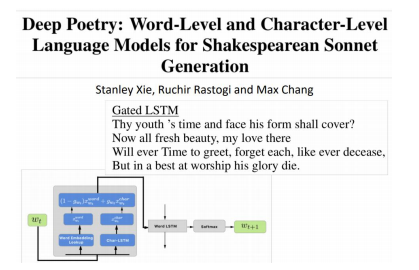 Deep Poetry: Word-Level and Character-Level
Language Models for Shakespearean Sonnet
Generation
Stanley Xie, Ruchir Rastogi and Max Chang
Gated LSTM
Thy youth 's time and face his form shall cover?
Now all fresh beauty, my love there
Will ever Time to greet, forget each, like ever decease,
But in a best at worship his glory die.
w_t
Word Embedding
Lookup
Char-LSTM
Word LSTM
Softmax
w_{t+1}